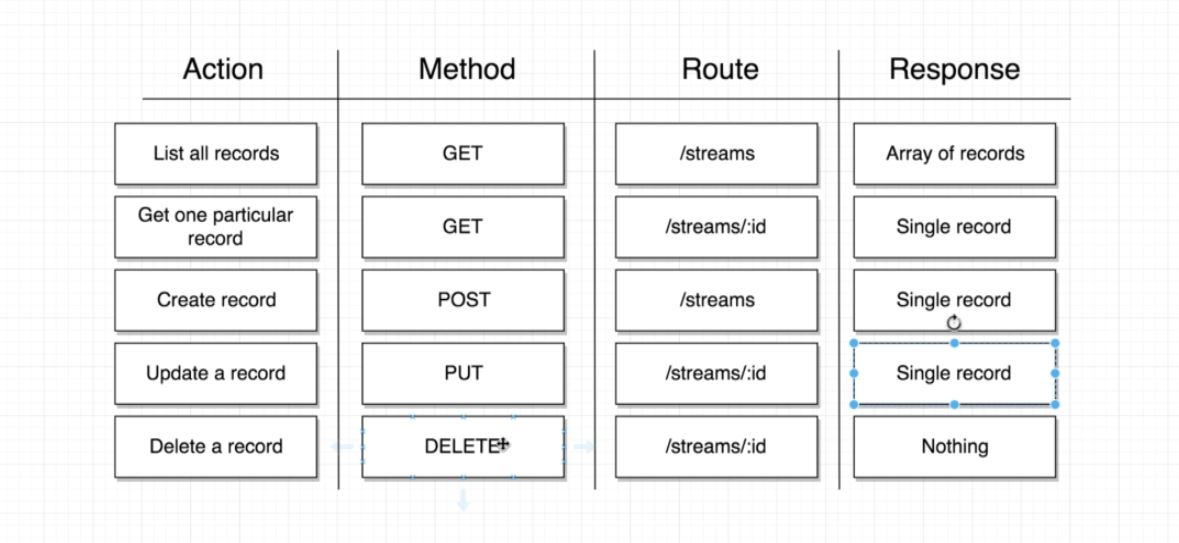 Action Method Route Response
List all records GET /streams Array of records
Get one particular
record GET /streams/:id Single record
Create record POST /streams Single record
Update a record PUT /streams/:id Single record
Delete a record DELETE /streams/:id Nothing